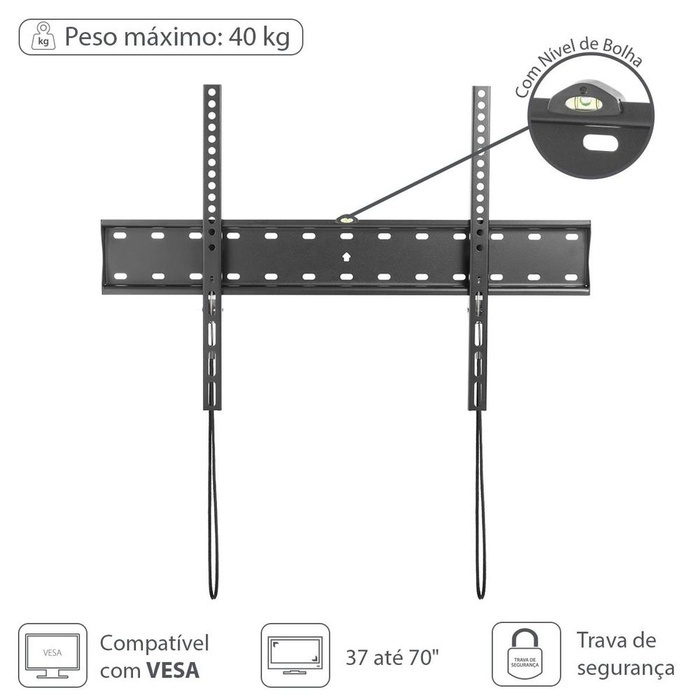 kg
Peso máximo: 40 kg
Com Nível de Bolha
VESA
Compatível
com VESA
37 até 70"
TRAVA DE
SEGURANÇA
Trava de
segurança